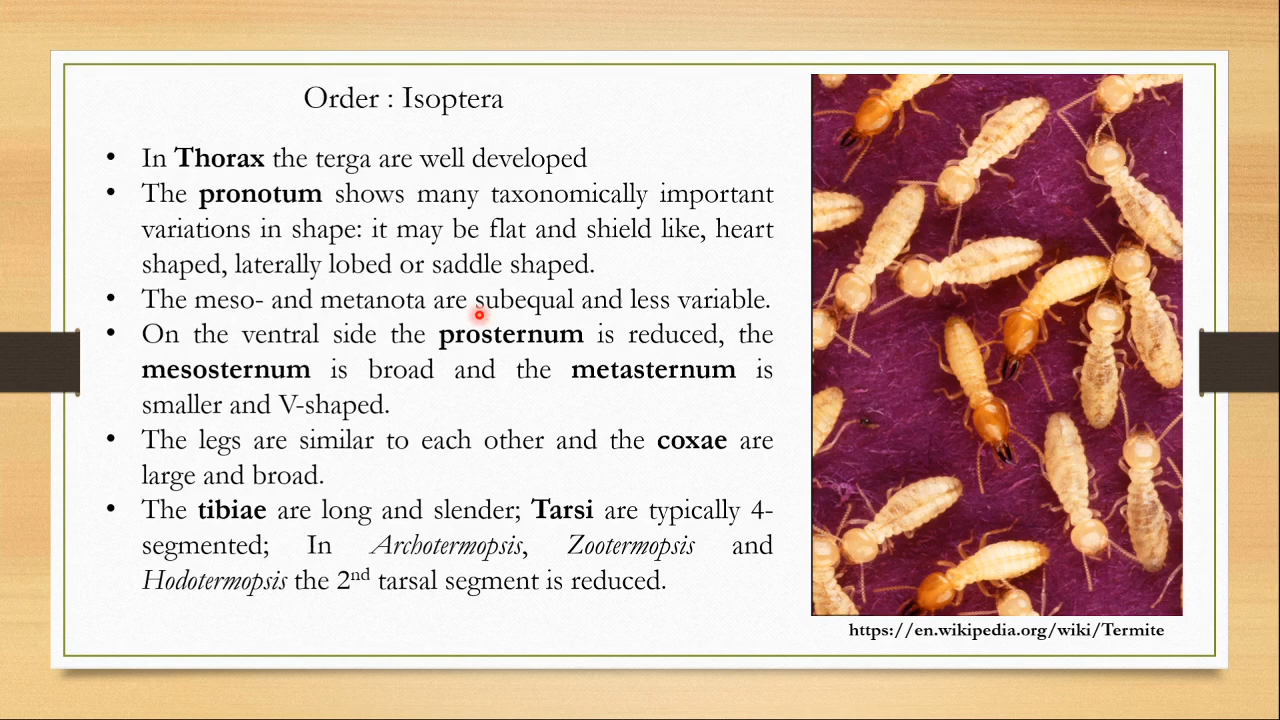 Order : Isoptera
• In Thorax the terga are well developed
• The pronotum shows many taxonomically important
variations in shape: it may be flat and shield like, heart
shaped, laterally lobed or saddle shaped.
• The meso- and metanota are subequal and less variable.
• On the ventral side the prosternum is reduced, the
mesosternum is broad and the metasternum is
smaller and V-shaped.
• The legs are similar to each other and the coxae are
large and broad.
• The tibiae are long and slender; Tarsi are typically 4-
segmented; In Archotermopsis, Zootermopsis and
Hodotermopsis the 2nd tarsal segment is reduced.
https://en.wikipedia.org/wiki/Termite